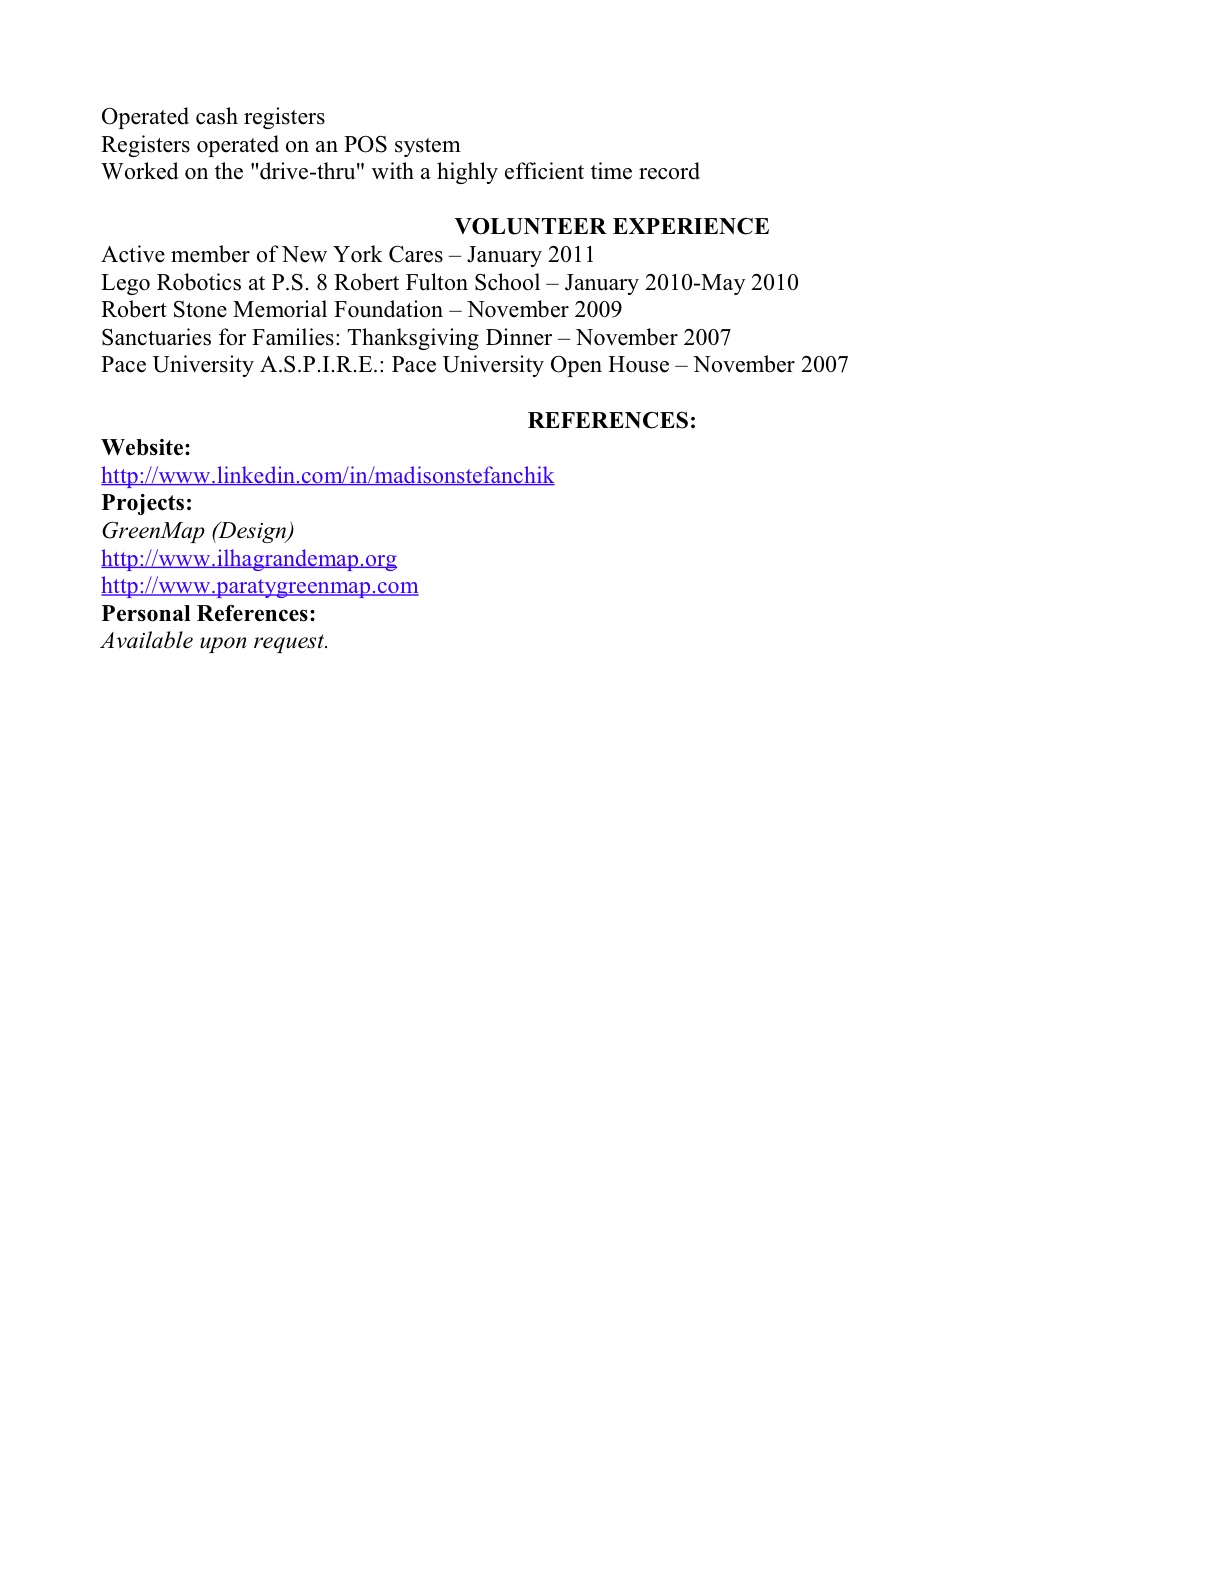 Operated cash registers
Registers operated on an POS system
Worked on the "drive-thru" with a highly efficient time record
VOLUNTEER EXPERIENCE
Active member of New York Cares – January 2011
Lego Robotics at P.S. 8 Robert Fulton School – January 2010-May 2010
Robert Stone Memorial Foundation – November 2009
Sanctuaries for Families: Thanksgiving Dinner – November 2007
Pace University A.S.P.I.R.E.: Pace University Open House – November 2007
REFERENCES:
Website:
http://www.linkedin.com/in/madisonstefanchik
Projects:
GreenMap (Design)
http://www.ilhagrandemap.org
http://www.paratygreenmap.com
Personal References:
Available upon request.